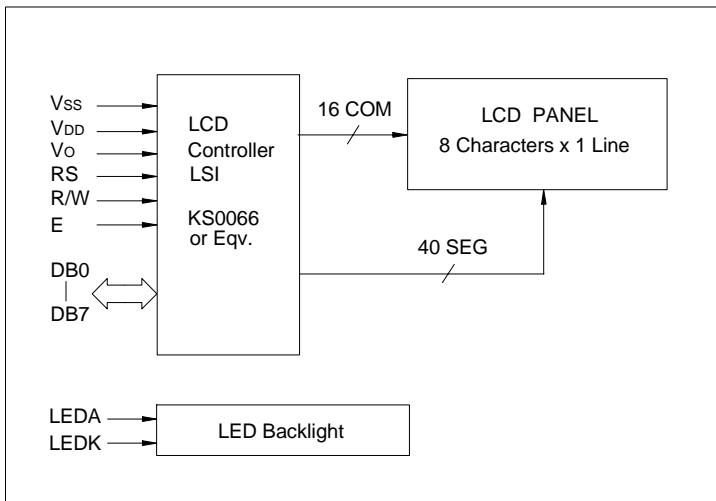 VSS
VDD
VO
RS
R/W
E
DB0
DB7
LCD
Controller
LSI
KS0066
or Eqv.
16 COM
40 SEG
LCD PANEL
8 Characters x 1 Line
LEDA
LEDK
LED Backlight